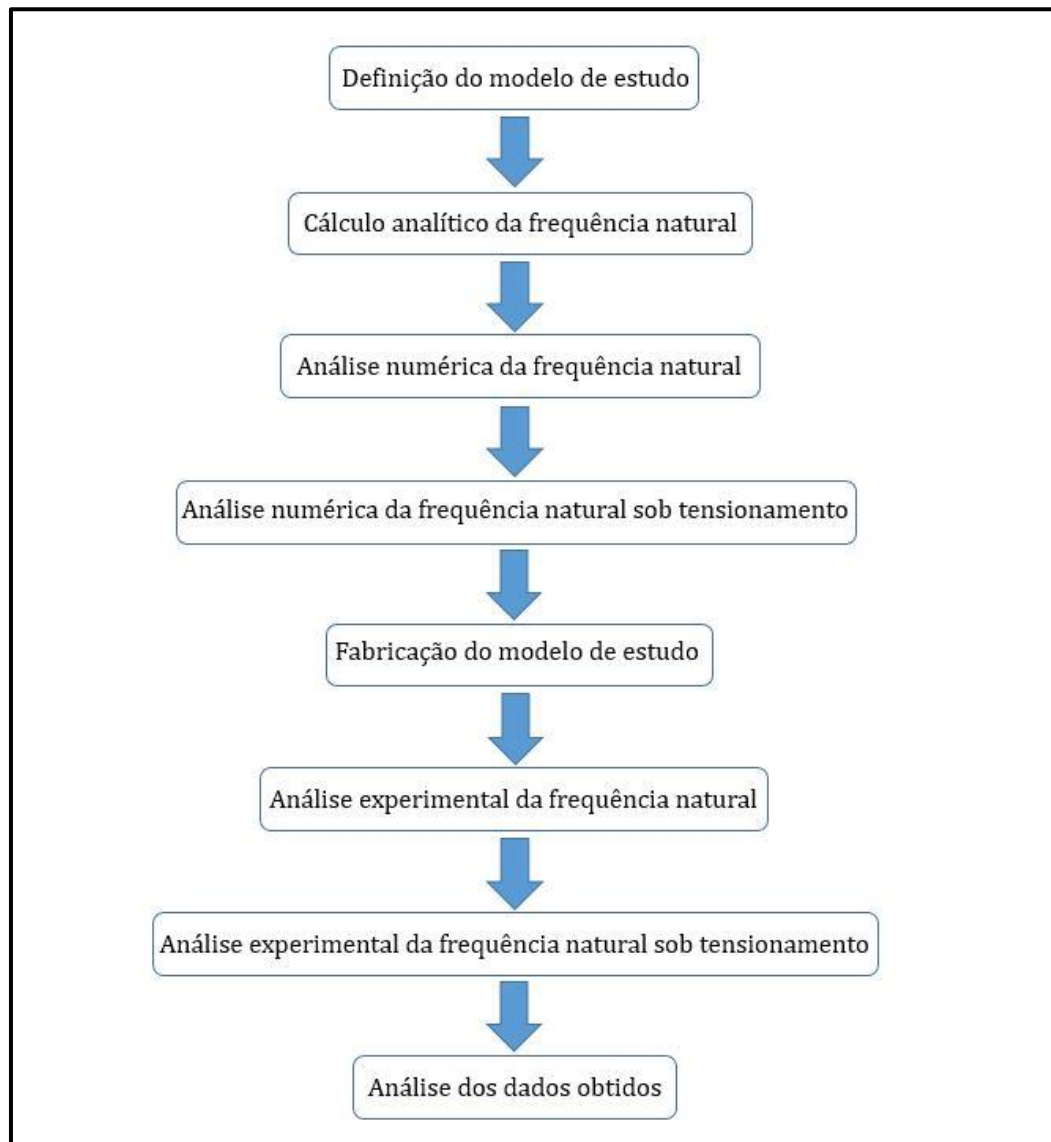 Definição do modelo de estudo
Cálculo analítico da frequência natural
Análise numérica da frequência natural
Análise numérica da frequência natural sob tensionamento
Fabricação do modelo de estudo
Análise experimental da frequência natural
Análise experimental da frequência natural sob tensionamento
Análise dos dados obtidos